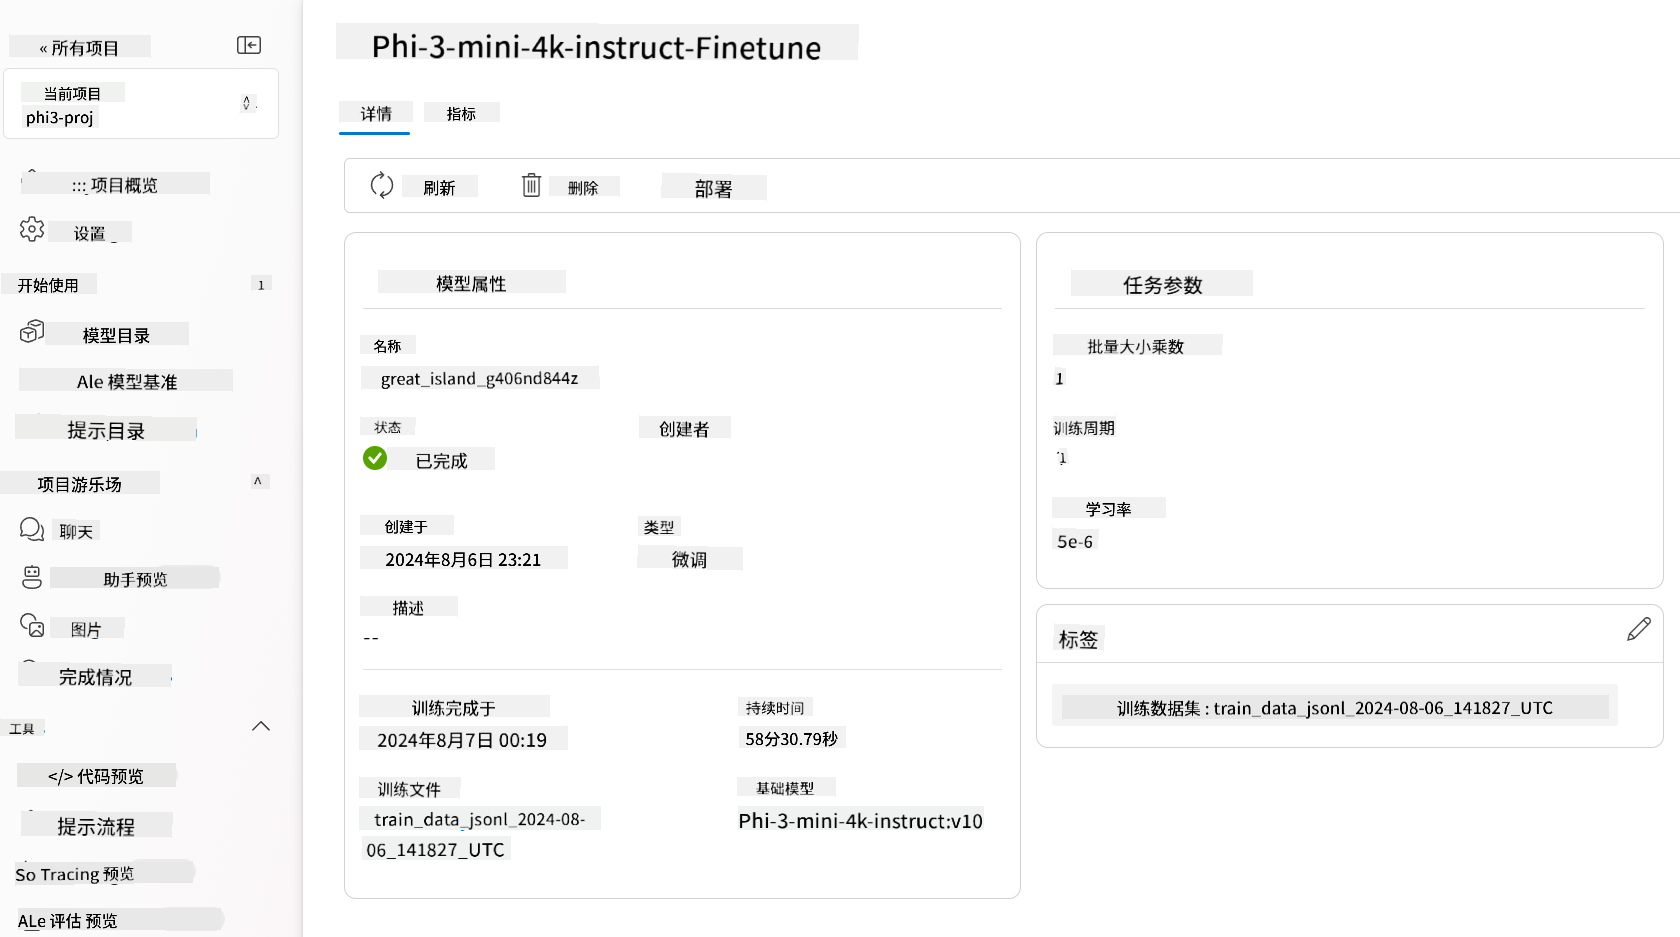 « 所有项目
当前项目
phi3-proj
::: 项目概览
设置
开始使用
1
模型目录
Ale 模型基准
提示目录
项目游乐场
^
聊天
助手预览
图片
完成情况
工具
</> 代码预览
提示流程
So Tracing 预览
ALe 评估 预览
Phi-3-mini-4k-instruct-Finetune
详情
指标
刷新
删除
部署
模型属性
名称
great_island_g406nd844z
状态
创建者
已完成
创建于
类型
2024年8月6日 23:21
微调
描述
--
训练完成于
持续时间
2024年8月7日 00:19
58分30.79秒
训练文件
基础模型
train_data_jsonl_2024-08-
06_141827_UTC
Phi-3-mini-4k-instruct:v10
任务参数
批量大小乘数
1
训练周期
1
学习率
5e-6
标签
训练数据集 : train_data_jsonl_2024-08-06_141827_UTC